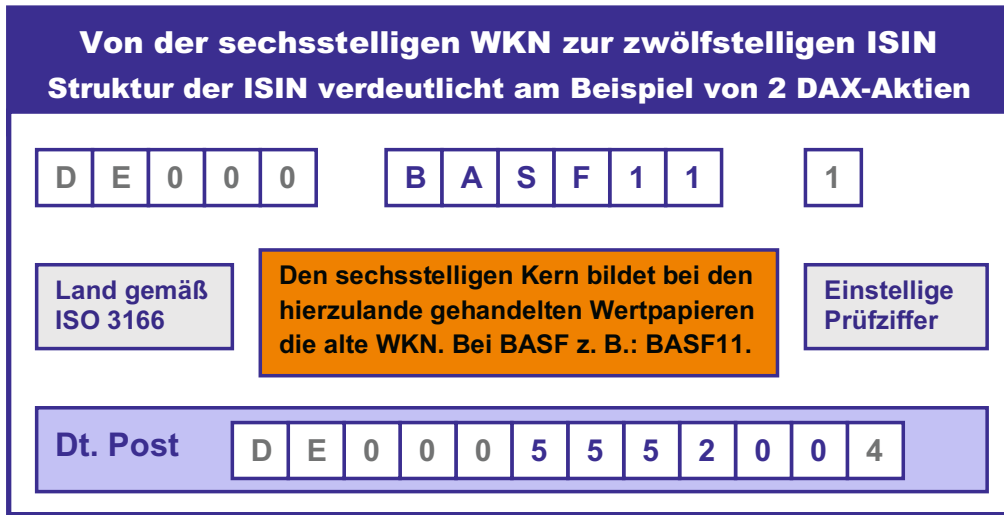 Von der sechsstelligen WKN zur zwölfstelligen ISIN
Struktur der ISIN verdeutlicht am Beispiel von 2 DAX-Aktien
D E 0 0 0 B A S F 1 1 1
Land gemäß
ISO 3166
Den sechsstelligen Kern bildet bei den
hierzulande gehandelten Wertpapieren
die alte WKN. Bei BASF z. B.: BASF11.
Einstellige
Prüfziffer
Dt. Post D E 0 0 0 5 5 5 2 0 0 4